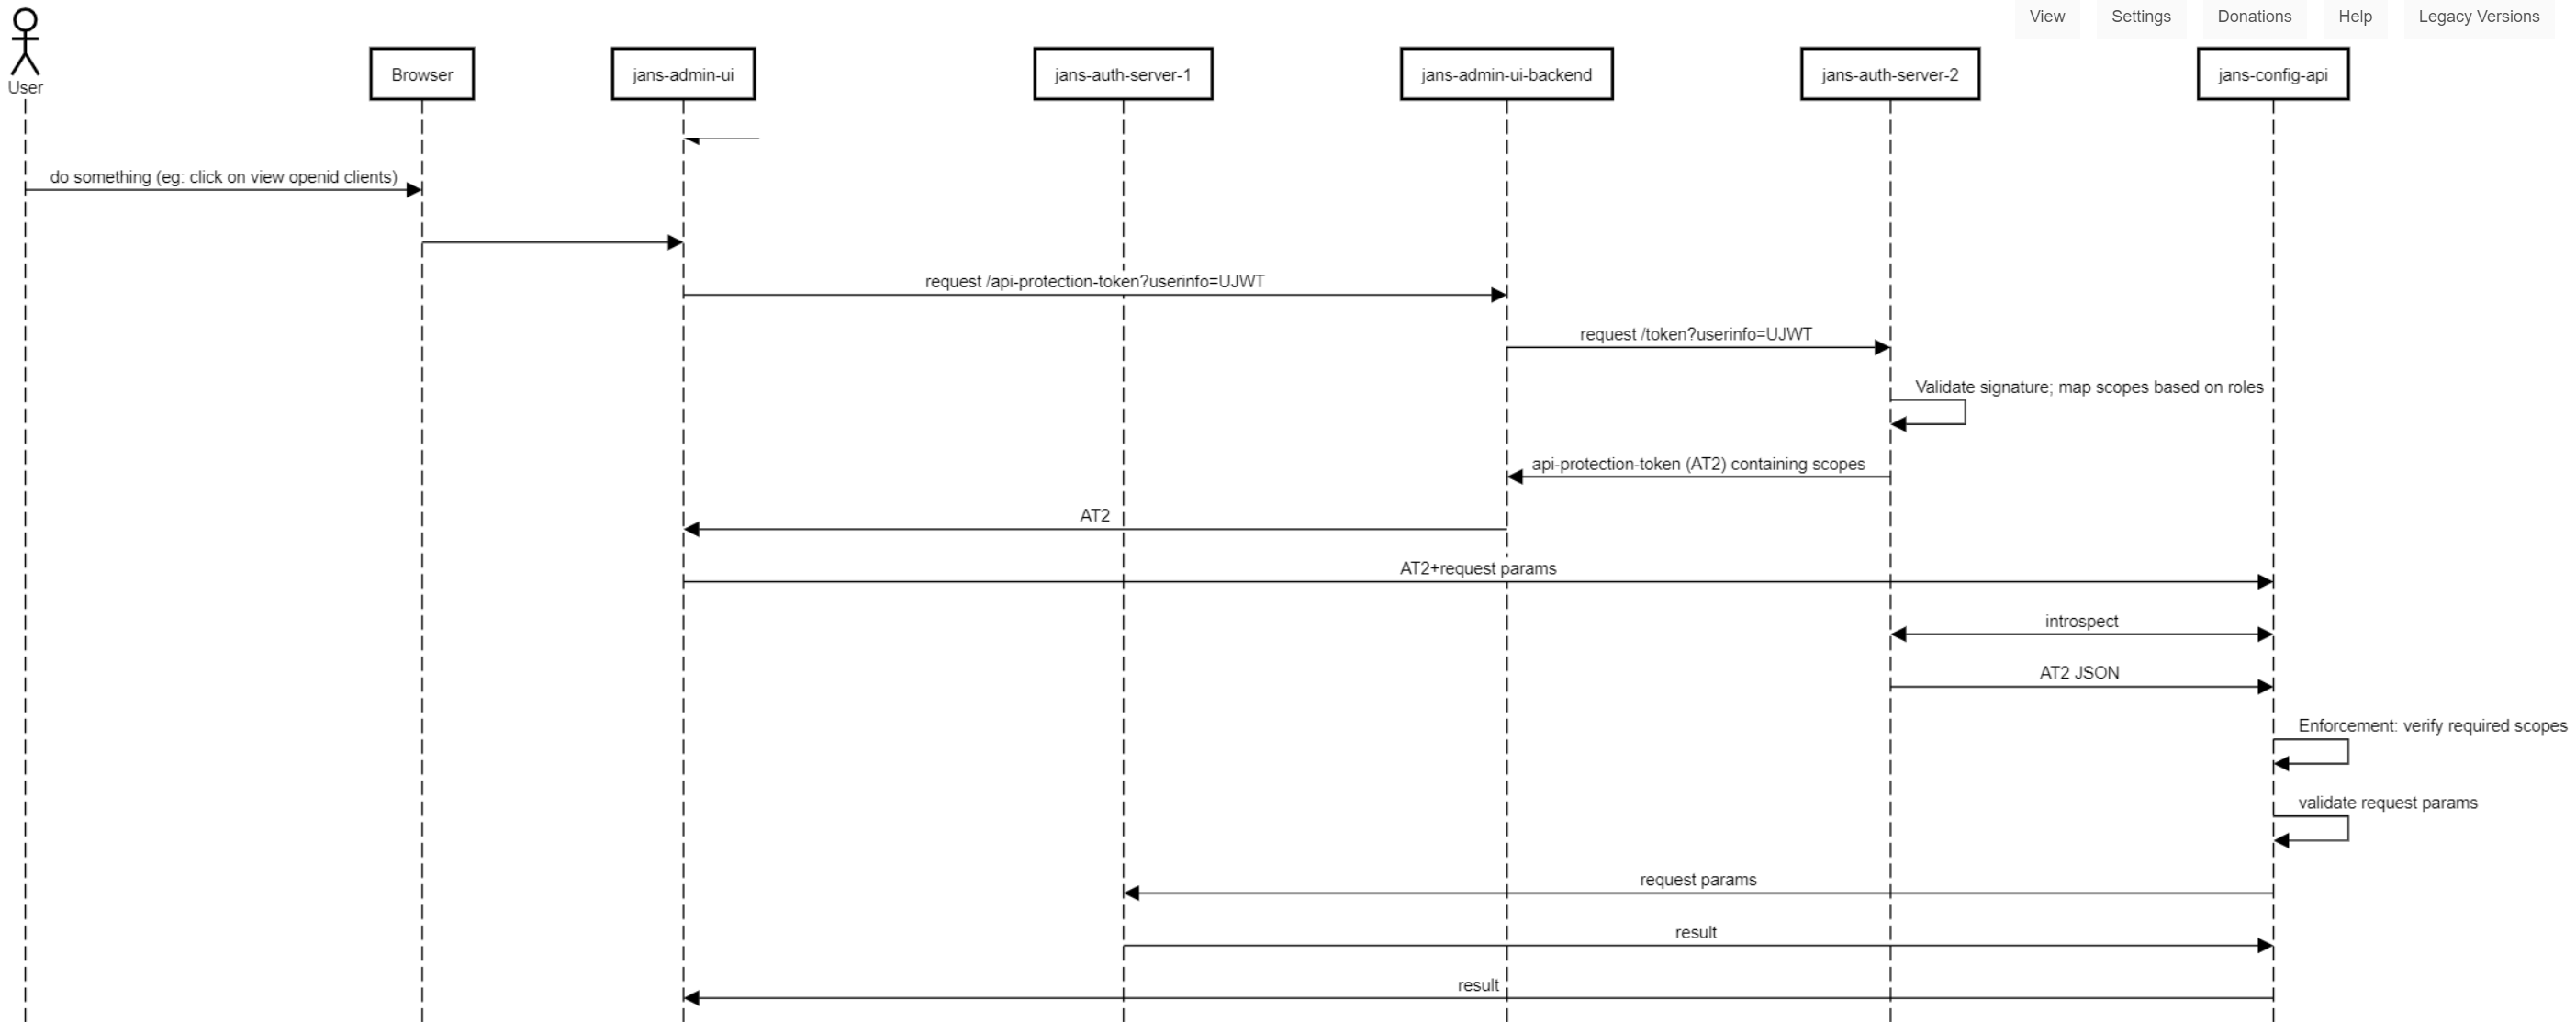 View
Settings
Donations
Help
Legacy Versions
User
Browser
jans-admin-ui
jans-auth-server-1
jans-admin-ui-backend
jans-auth-server-2
jans-config-api
do something (eg: click on view openid clients)
request /api-protection-token?userinfo=UJWT
request /token?userinfo=UJWT
Validate signature; map scopes based on roles
api-protection-token (AT2) containing scopes
AT2
AT2+request params
introspect
AT2 JSON
Enforcement: verify required scopes
validate request params
request params
result
result